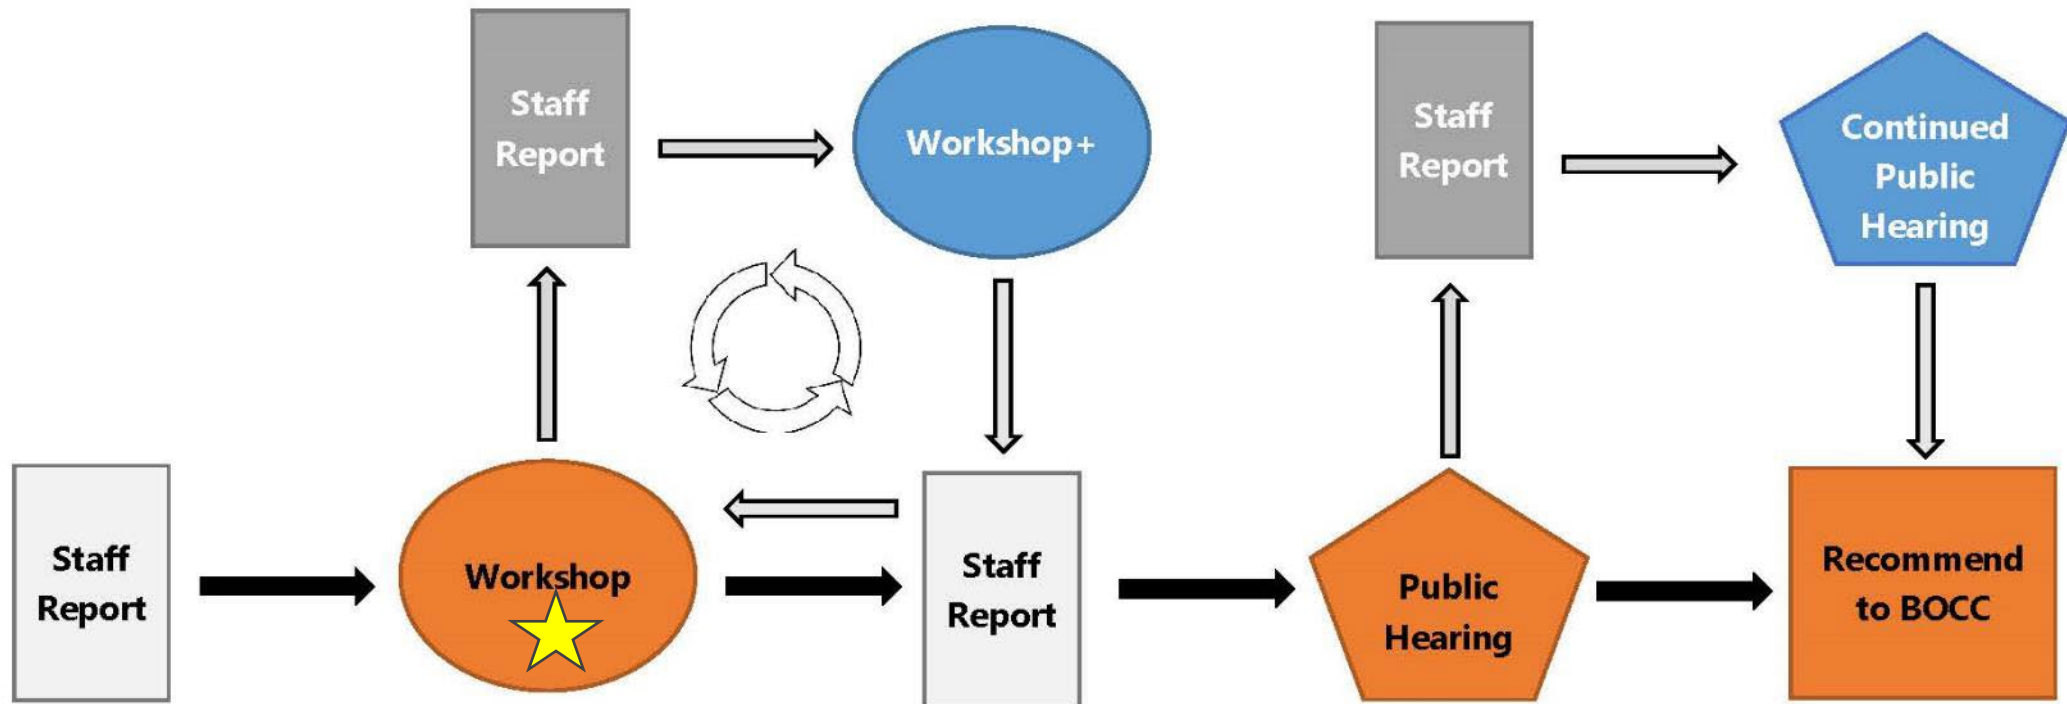 Staff
Report
Workshop+
Staff
Report
Continued
Public
Hearing
Staff
Report
Workshop
Staff
Report
Public
Hearing
Recommend
to BOCC